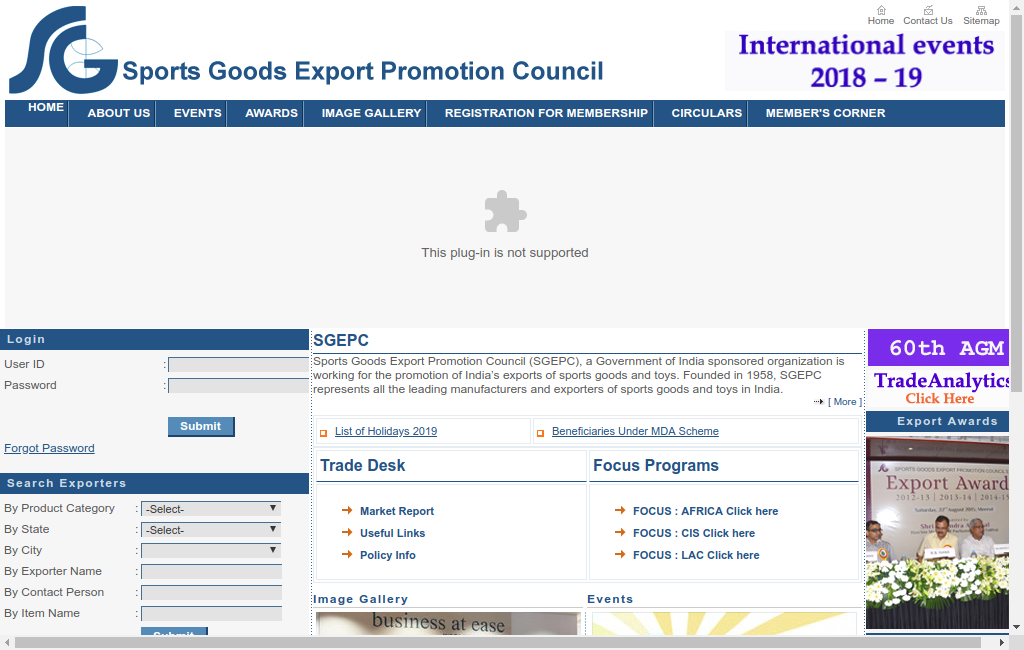 Home Contact Us Sitemap
SG
Sports Goods Export Promotion Council
International events
2018 – 19
HOME ABOUT US EVENTS AWARDS IMAGE GALLERY REGISTRATION FOR MEMBERSHIP CIRCULARS MEMBER'S CORNER
This plug-in is not supported
Login
User ID :
Password :
Submit
Forgot Password
Search Exporters
By Product Category : -Select-
By State : -Select-
By City :
By Exporter Name :
By Contact Person :
By Item Name :
Submit
SGEPC
Sports Goods Export Promotion Council (SGEPC), a Government of India sponsored organization is
working for the promotion of India's exports of sports goods and toys. Founded in 1958, SGEPC
represents all the leading manufacturers and exporters of sports goods and toys in India.
[ More ]
List of Holidays 2019
Beneficiaries Under MDA Scheme
Trade Desk
Market Report
Useful Links
Policy Info
Focus Programs
FOCUS : AFRICA Click here
FOCUS : CIS Click here
FOCUS : LAC Click here
Image Gallery
business at ease
Events
60th AGM
TradeAnalytics
Click Here
Export Awards
SPORTS GOODS EXPORT PROMOTION COUNCIL
Export Award
2012-13 | 2013-14 | 2014-15